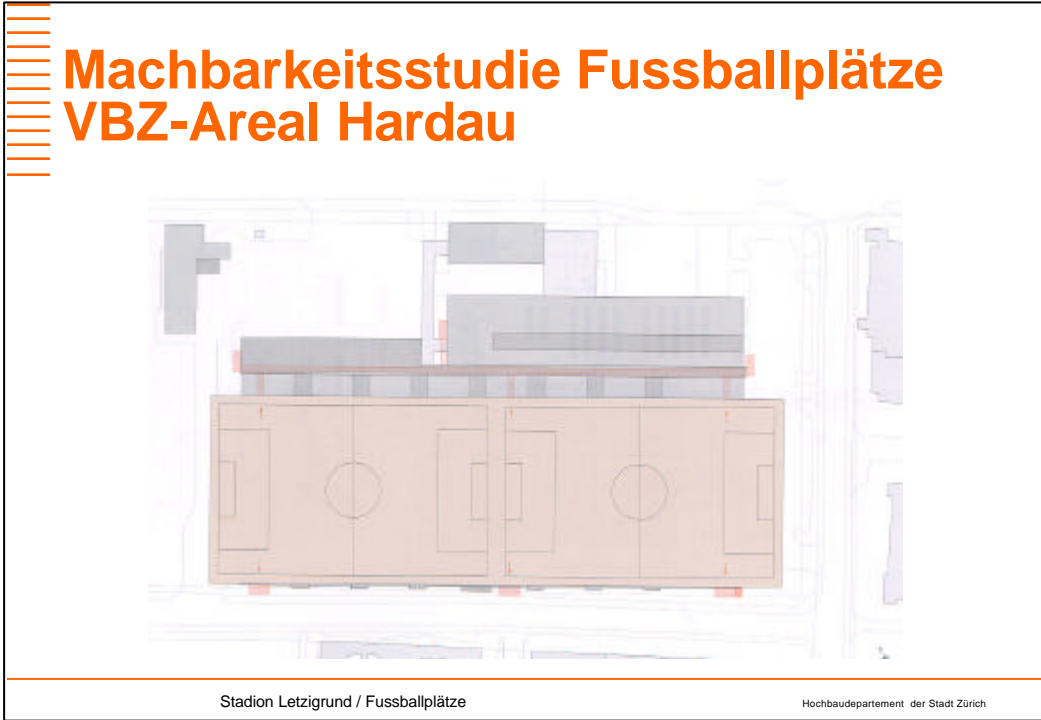 Machbarkeitsstudie Fussballplätze
VBZ-Areal Hardau
Stadion Letzigrund / Fussballplätze
Hochbaudepartement der Stadt Zürich